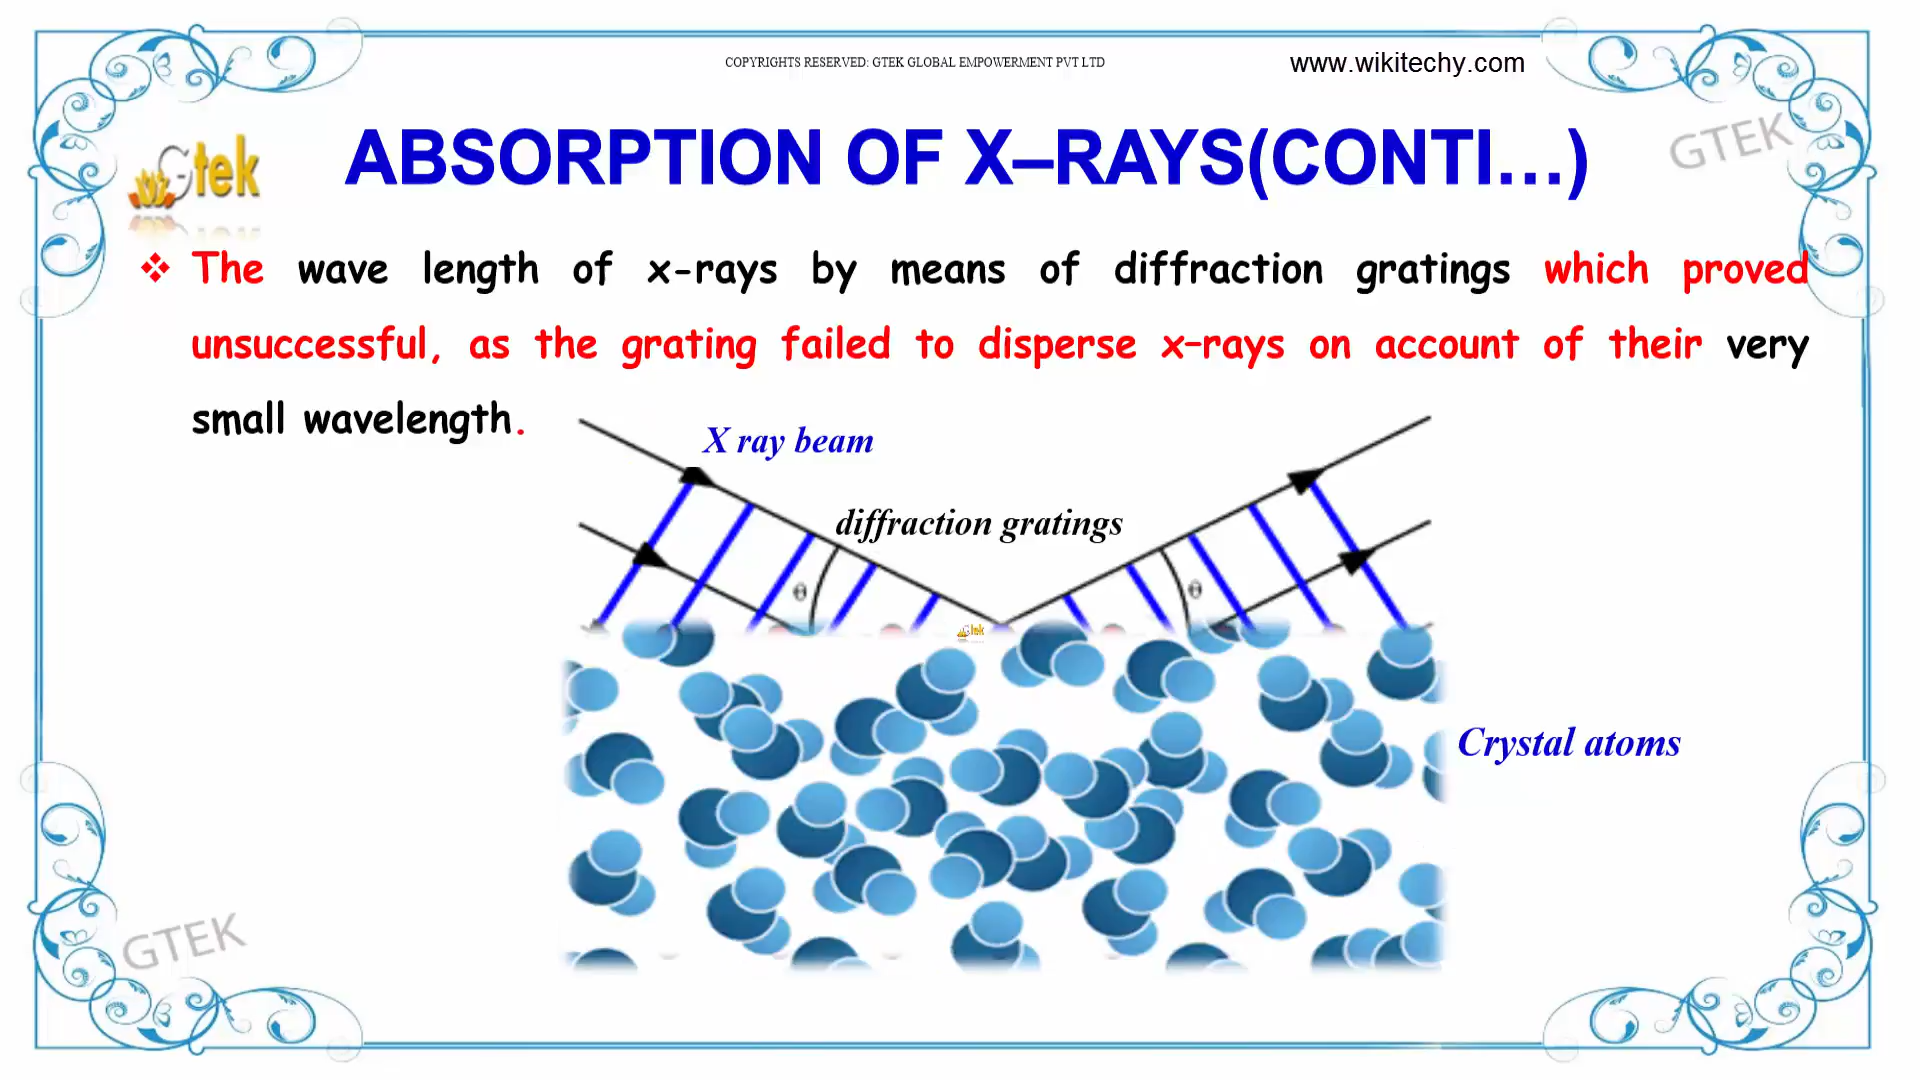 COPYRIGHTS RESERVED: GTEK GLOBAL EMPOWERMENT PVT LTD
www.wikitechy.com
GTEK
Gtek
ABSORPTION OF X–RAYS(CONTI...)
❖ The wave length of x-rays by means of diffraction gratings which proved
unsuccessful, as the grating failed to disperse x–rays on account of their very
small wavelength.
X ray beam
diffraction gratings
θ
θ
Gtek
Crystal atoms
GTEK